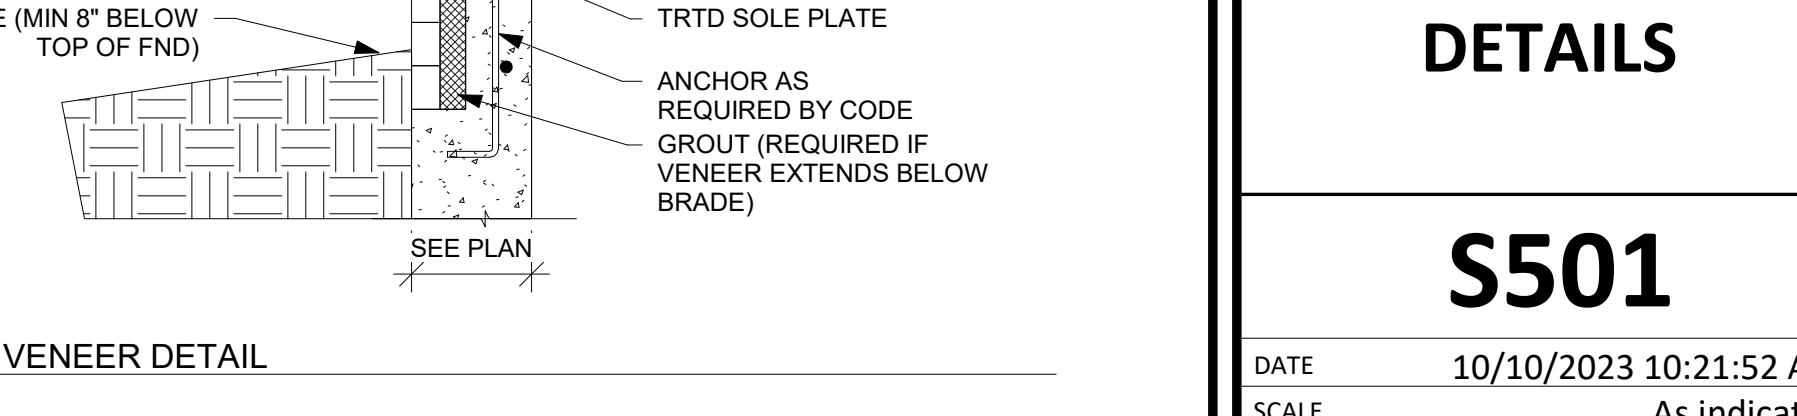 E (MIN 8" BELOW
TOP OF FND)
TRTD SOLE PLATE
ANCHOR AS
REQUIRED BY CODE
GROUT (REQUIRED IF
VENEER EXTENDS BELOW
BRADE)
SEE PLAN
VENEER DETAIL
DETAILS
S501
DATE 10/10/2023 10:21:52 A
SCALE As indicat